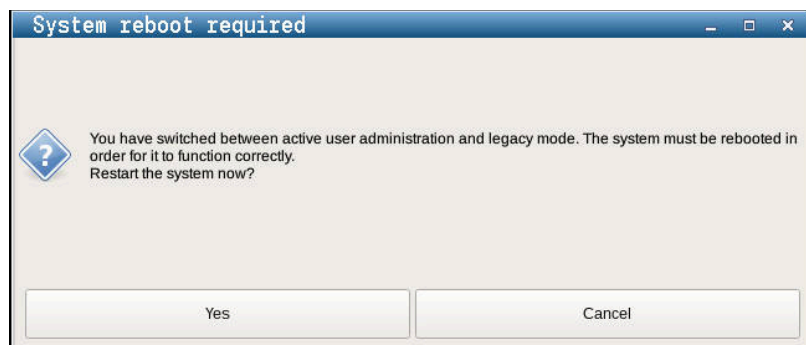 System reboot required
You have switched between active user administration and legacy mode. The system must be rebooted in
order for it to function correctly.
Restart the system now?
Yes
Cancel